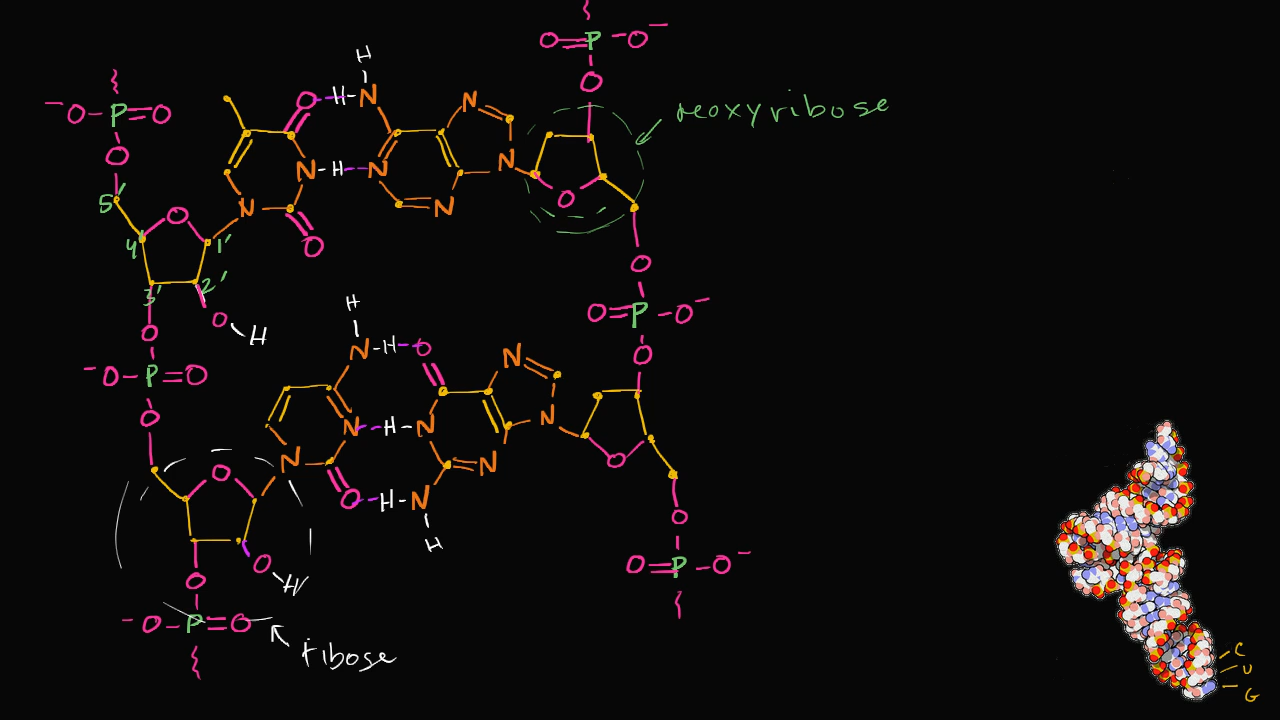 O=P-O⁻
H
O
⁻O-P=O
O-H-N
N
deoxyribose
O
N-H-N
N
5'
O
N
N
O
4'
1'
O
O
3'
2'
O
H
O
O=P-O⁻
H
N-H-O
N
O
⁻O-P=O
O
N-H-N
N
N
N
O
O
O-H-N
O
H
O=P-O⁻
O
H
O
⁻O-P=O
ribose
C
U
G